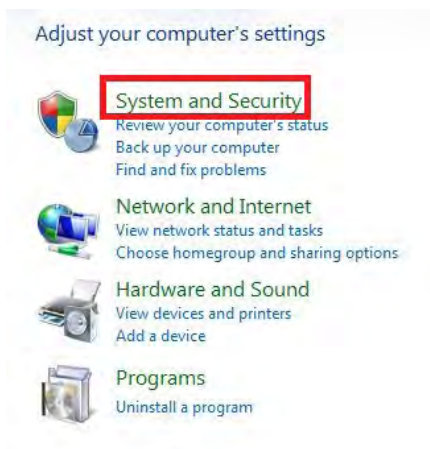 Adjust your computer's settings
System and Security
Review your computer's status
Back up your computer
Find and fix problems
Network and Internet
View network status and tasks
Choose homegroup and sharing options
Hardware and Sound
View devices and printers
Add a device
Programs
Uninstall a program